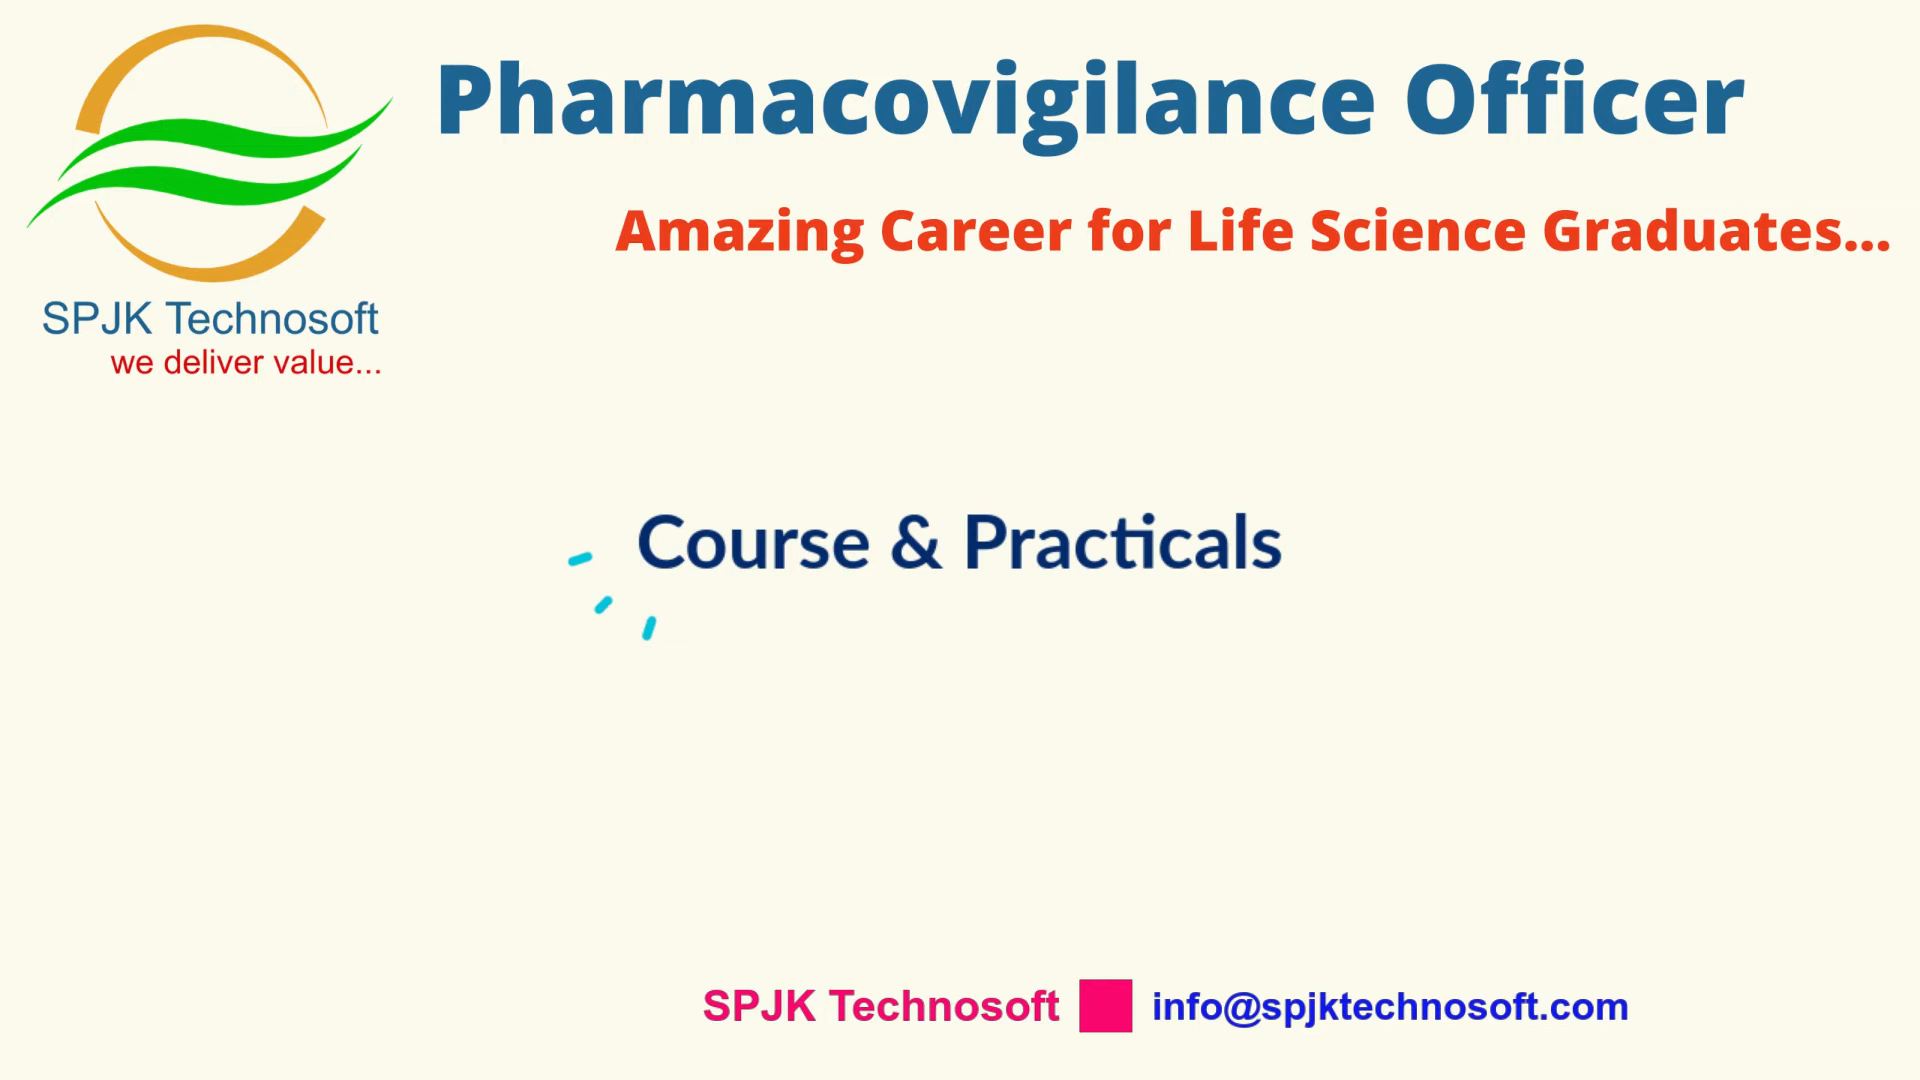 Pharmacovigilance Officer
Amazing Career for Life Science Graduates...
SPJK Technosoft
we deliver value...
Course & Practicals
SPJK Technosoft info@spjktechnosoft.com